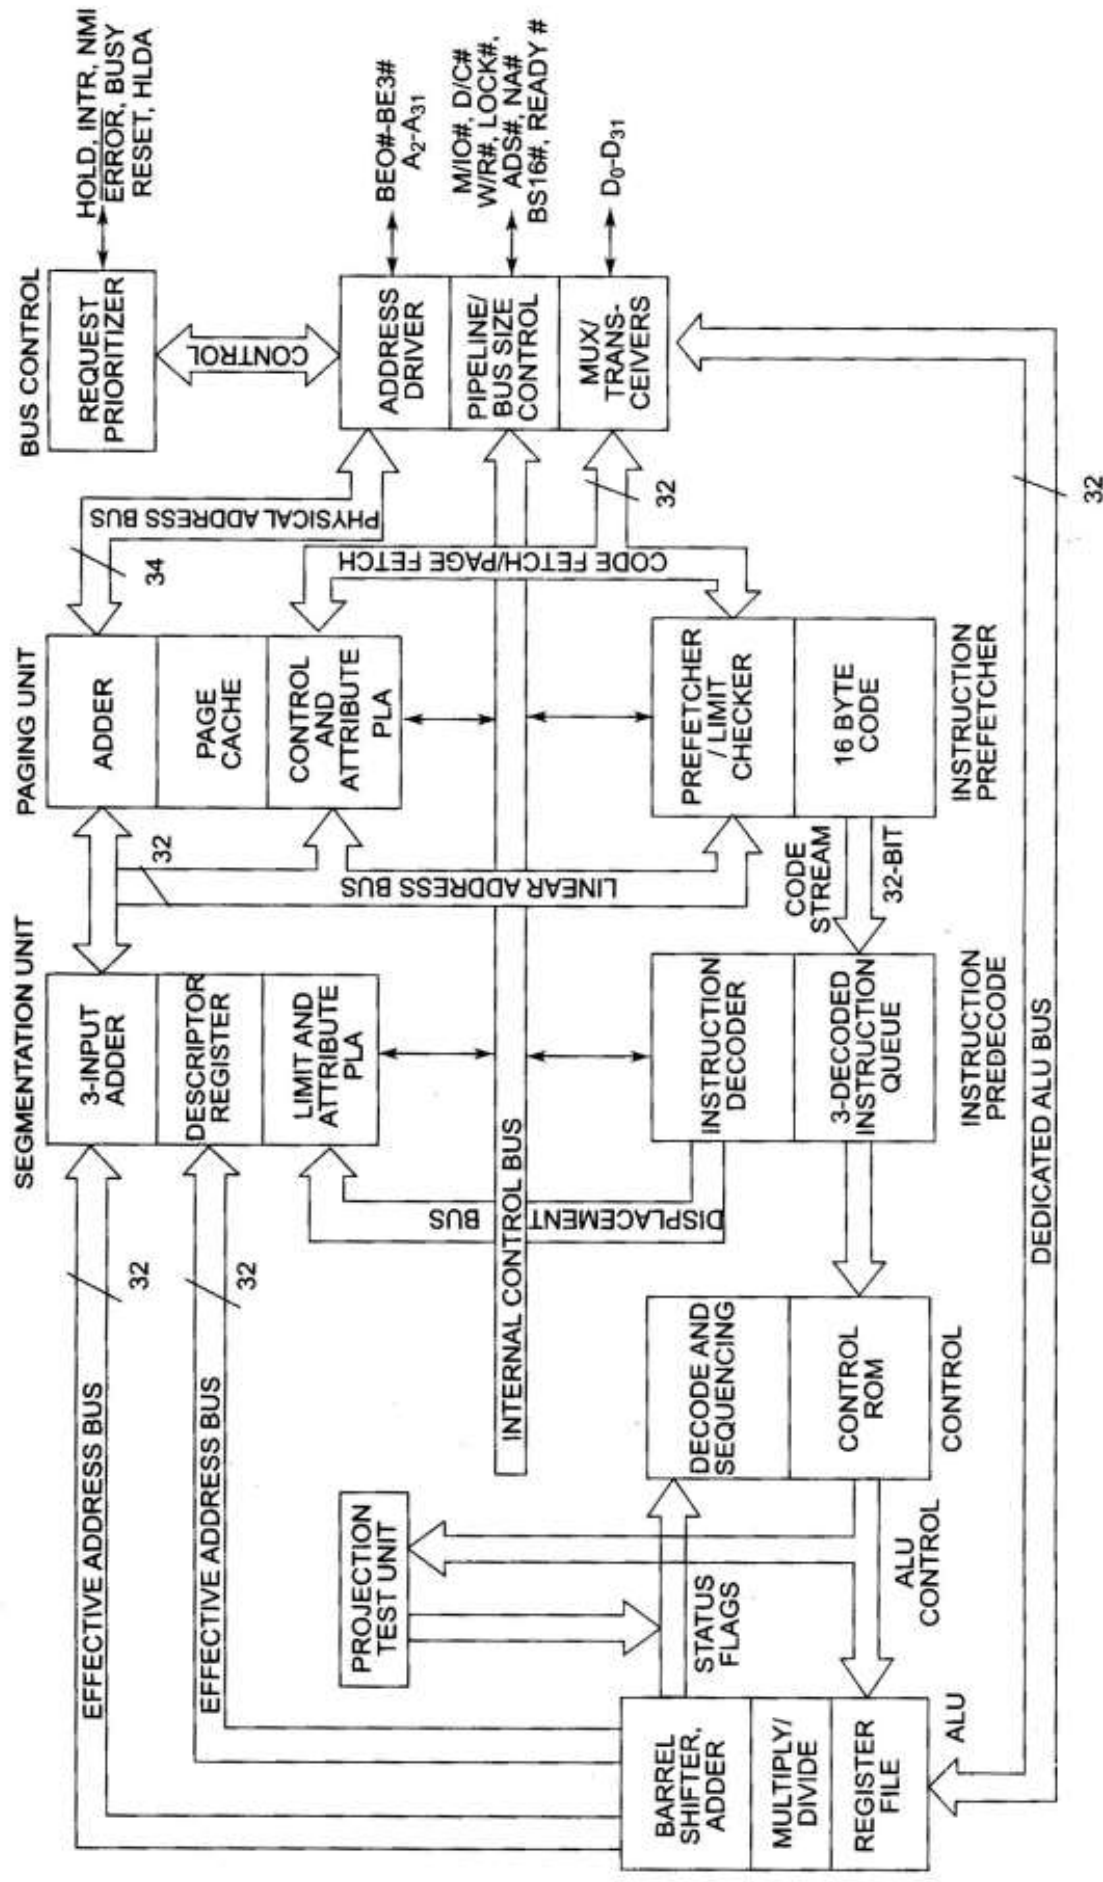 SEGMENTATION UNIT
PAGING UNIT
BUS CONTROL
EFFECTIVE ADDRESS BUS
32
3-INPUT
ADDER
DESCRIPTOR
REGISTER
LIMIT AND
ATTRIBUTE
PLA
EFFECTIVE ADDRESS BUS
32
ADDER
PAGE
CACHE
CONTROL
AND
ATTRIBUTE
PLA
32
34
PHYSICAL ADDRESS BUS
REQUEST
PRIORITIZER
HOLD, INTR, NMI
ERROR, BUSY
RESET, HLDA
CONTROL
ADDRESS
DRIVER
BEO#-BE3#
A2-A31
PIPELINE/
BUS SIZE
CONTROL
M/IO#, D/C#
W/R#, LOCK#,
ADS#, NA#
BS16#, READY #
MUX/
TRANS-
CEIVERS
D0-D31
LINEAR ADDRESS BUS
CODE FETCH/PAGE FETCH
32
DISPLACEMENT
BUS
INTERNAL CONTROL BUS
PROJECTION
TEST UNIT
STATUS
FLAGS
BARREL
SHIFTER,
ADDER
MULTIPLY/
DIVIDE
REGISTER
FILE
ALU
ALU
CONTROL
DECODE AND
SEQUENCING
CONTROL
ROM
CONTROL
INSTRUCTION
DECODER
3-DECODED
INSTRUCTION
QUEUE
INSTRUCTION
PREDECODE
CODE
STREAM
32-BIT
PREFETCHER
/ LIMIT
CHECKER
16 BYTE
CODE
INSTRUCTION
PREFETCHER
DEDICATED ALU BUS
32